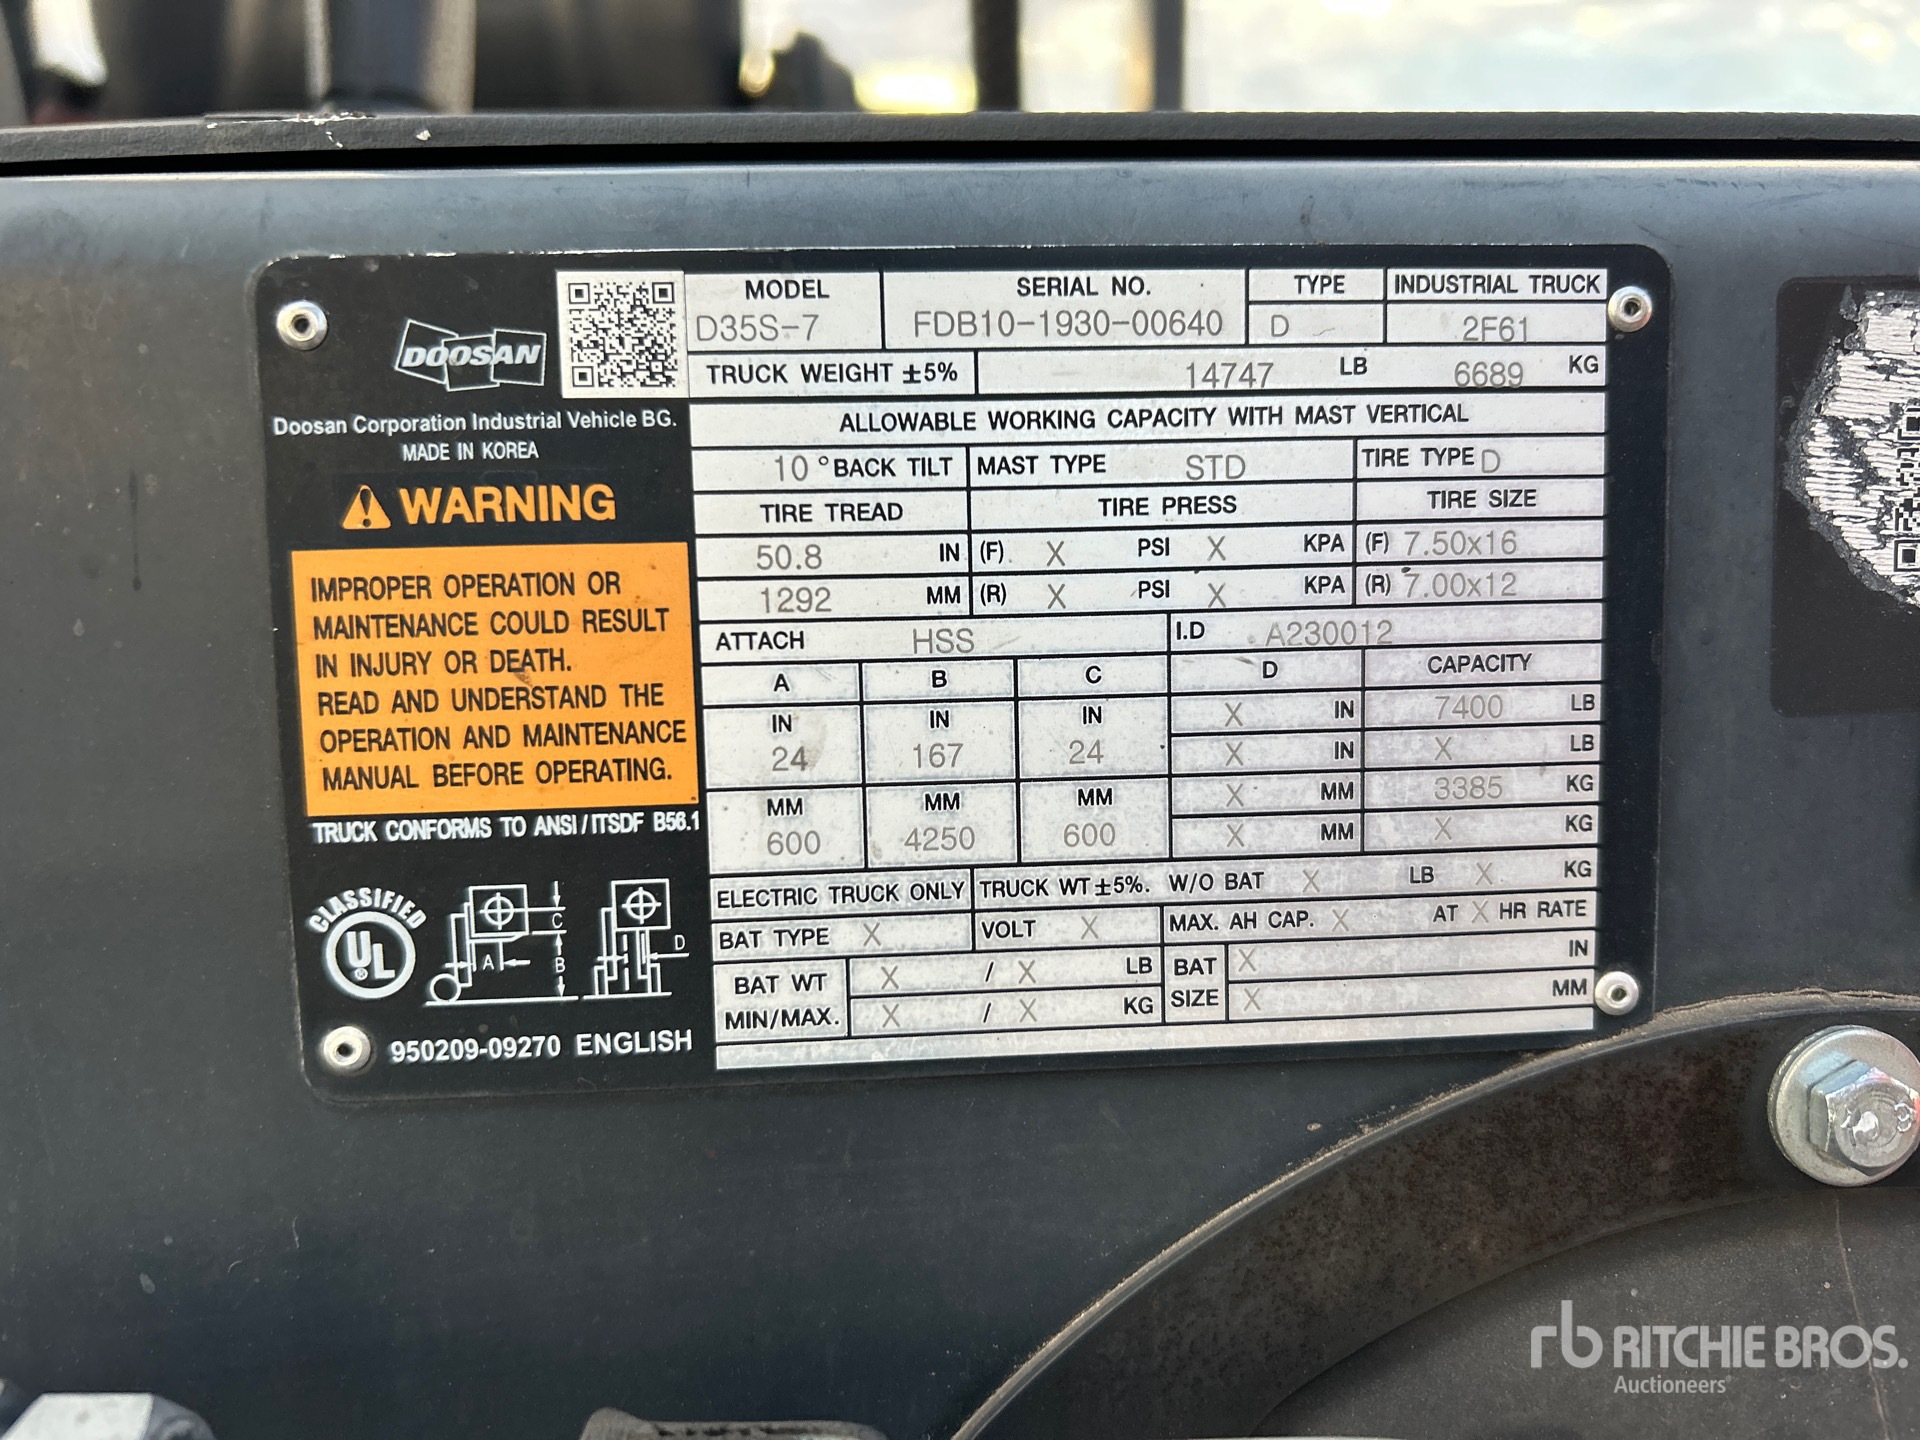 DOOSAN
Doosan Corporation Industrial Vehicle BG.
MADE IN KOREA
WARNING
IMPROPER OPERATION OR
MAINTENANCE COULD RESULT
IN INJURY OR DEATH.
READ AND UNDERSTAND THE
OPERATION AND MAINTENANCE
MANUAL BEFORE OPERATING.
TRUCK CONFORMS TO ANSI/ITSDF B56.1
CLASSIFIED
UL ®
A B C D
950209-09270 ENGLISH
MODEL SERIAL NO. TYPE INDUSTRIAL TRUCK
D35S-7 FDB10-1930-00640 D 2F61
TRUCK WEIGHT ±5% 14747 LB 6689 KG
ALLOWABLE WORKING CAPACITY WITH MAST VERTICAL
10 °BACK TILT MAST TYPE STD TIRE TYPE D
TIRE TREAD TIRE PRESS TIRE SIZE
50.8 IN (F) X PSI X KPA (F) 7.50x16
1292 MM (R) X PSI X KPA (R) 7.00x12
ATTACH HSS I.D A230012
A B C D CAPACITY
IN IN IN X IN 7400 LB
24 167 24 X IN X LB
MM MM MM X MM 3385 KG
600 4250 600 X MM X KG
ELECTRIC TRUCK ONLY TRUCK WT ±5%. W/O BAT X LB X KG
BAT TYPE X VOLT X MAX. AH CAP. X AT X HR RATE
BAT WT X / X LB BAT X IN
MIN/MAX. X / X KG SIZE X MM
rb RITCHIE BROS.
Auctioneers